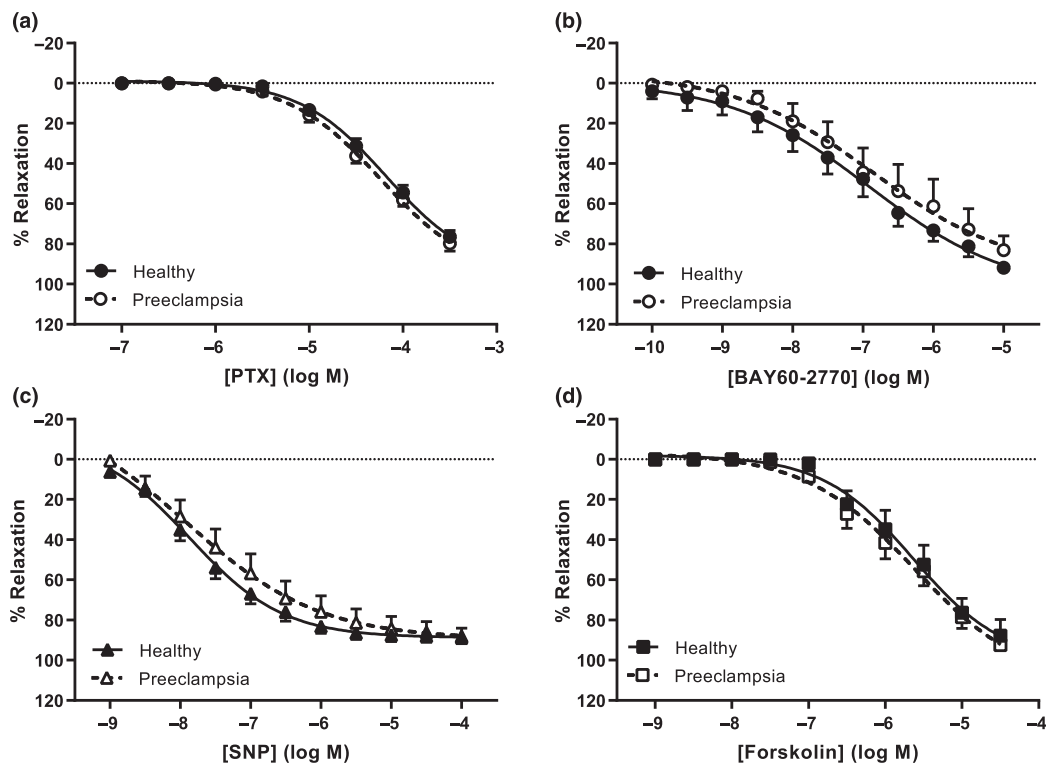 (a)
–20
0
20
40
60
80
100
120
% Relaxation
Healthy
Preeclampsia
–7 –6 –5 –4 –3
[PTX] (log M)
(b)
–20
0
20
40
60
80
100
120
% Relaxation
Healthy
Preeclampsia
–10 –9 –8 –7 –6 –5
[BAY60-2770] (log M)
(c)
–20
0
20
40
60
80
100
120
% Relaxation
Healthy
Preeclampsia
–9 –8 –7 –6 –5 –4
[SNP] (log M)
(d)
–20
0
20
40
60
80
100
120
% Relaxation
Healthy
Preeclampsia
–9 –8 –7 –6 –5 –4
[Forskolin] (log M)